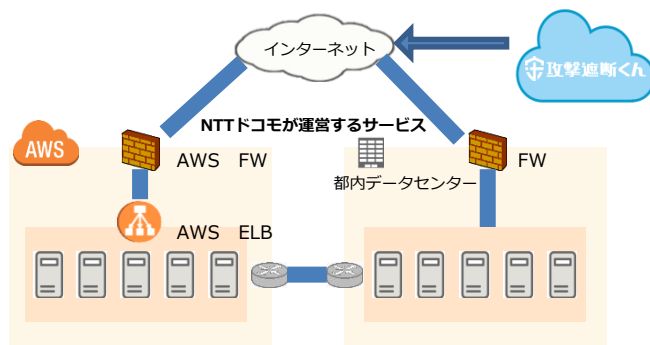 インターネット
攻撃遮断くん
NTTドコモが運営するサービス
AWS
AWS FW
都内データセンター
FW
AWS ELB